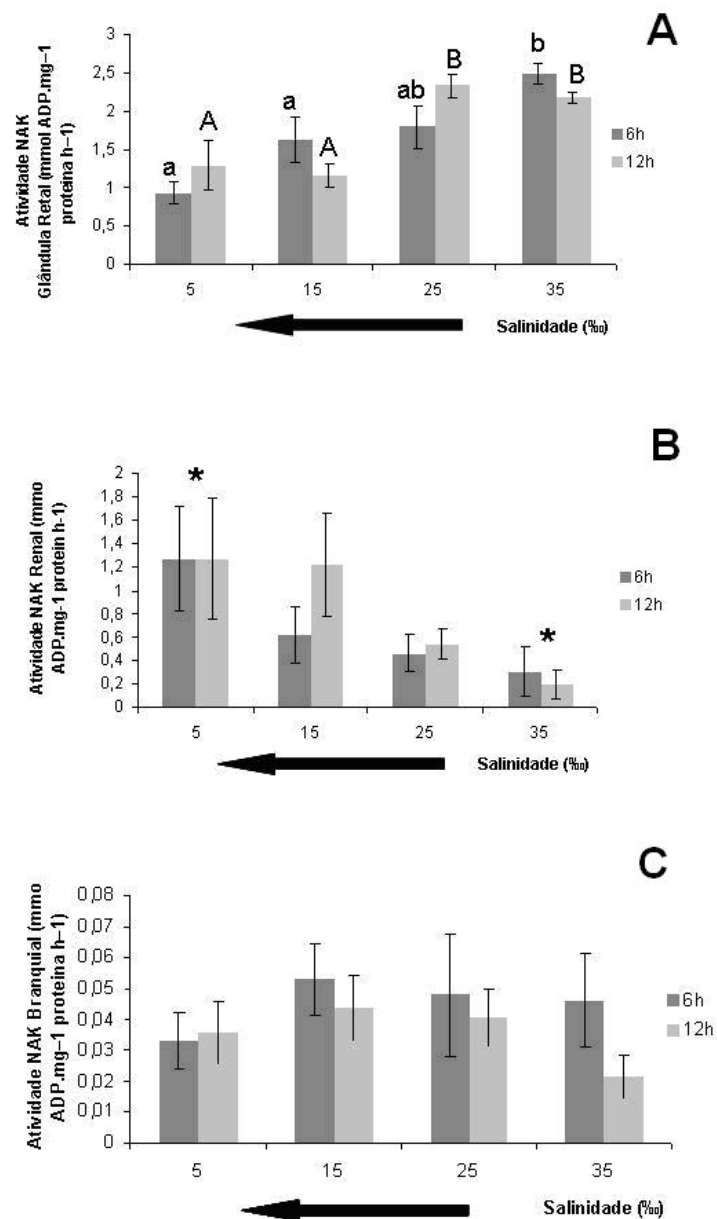 A
3
2,5
2
1,5
1
0,5
0
Atividade NAK
Glândula Retal (mmol ADP.mg–1
proteina h–1)
a
A
a
A
ab
B
b
B
6h
12h
5
15
25
35
Salinidade (‰)
B
2
1,8
1,6
1,4
1,2
1
0,8
0,6
0,4
0,2
0
Atividade NAK Renal (mmo
ADP.mg-1 protein h-1)
*
*
6h
12h
5
15
25
35
Salinidade (‰)
C
0,08
0,07
0,06
0,05
0,04
0,03
0,02
0,01
0
Atividade NAK Branquial (mmo
ADP.mg–1 proteina h–1)
6h
12h
5
15
25
35
Salinidade (‰)